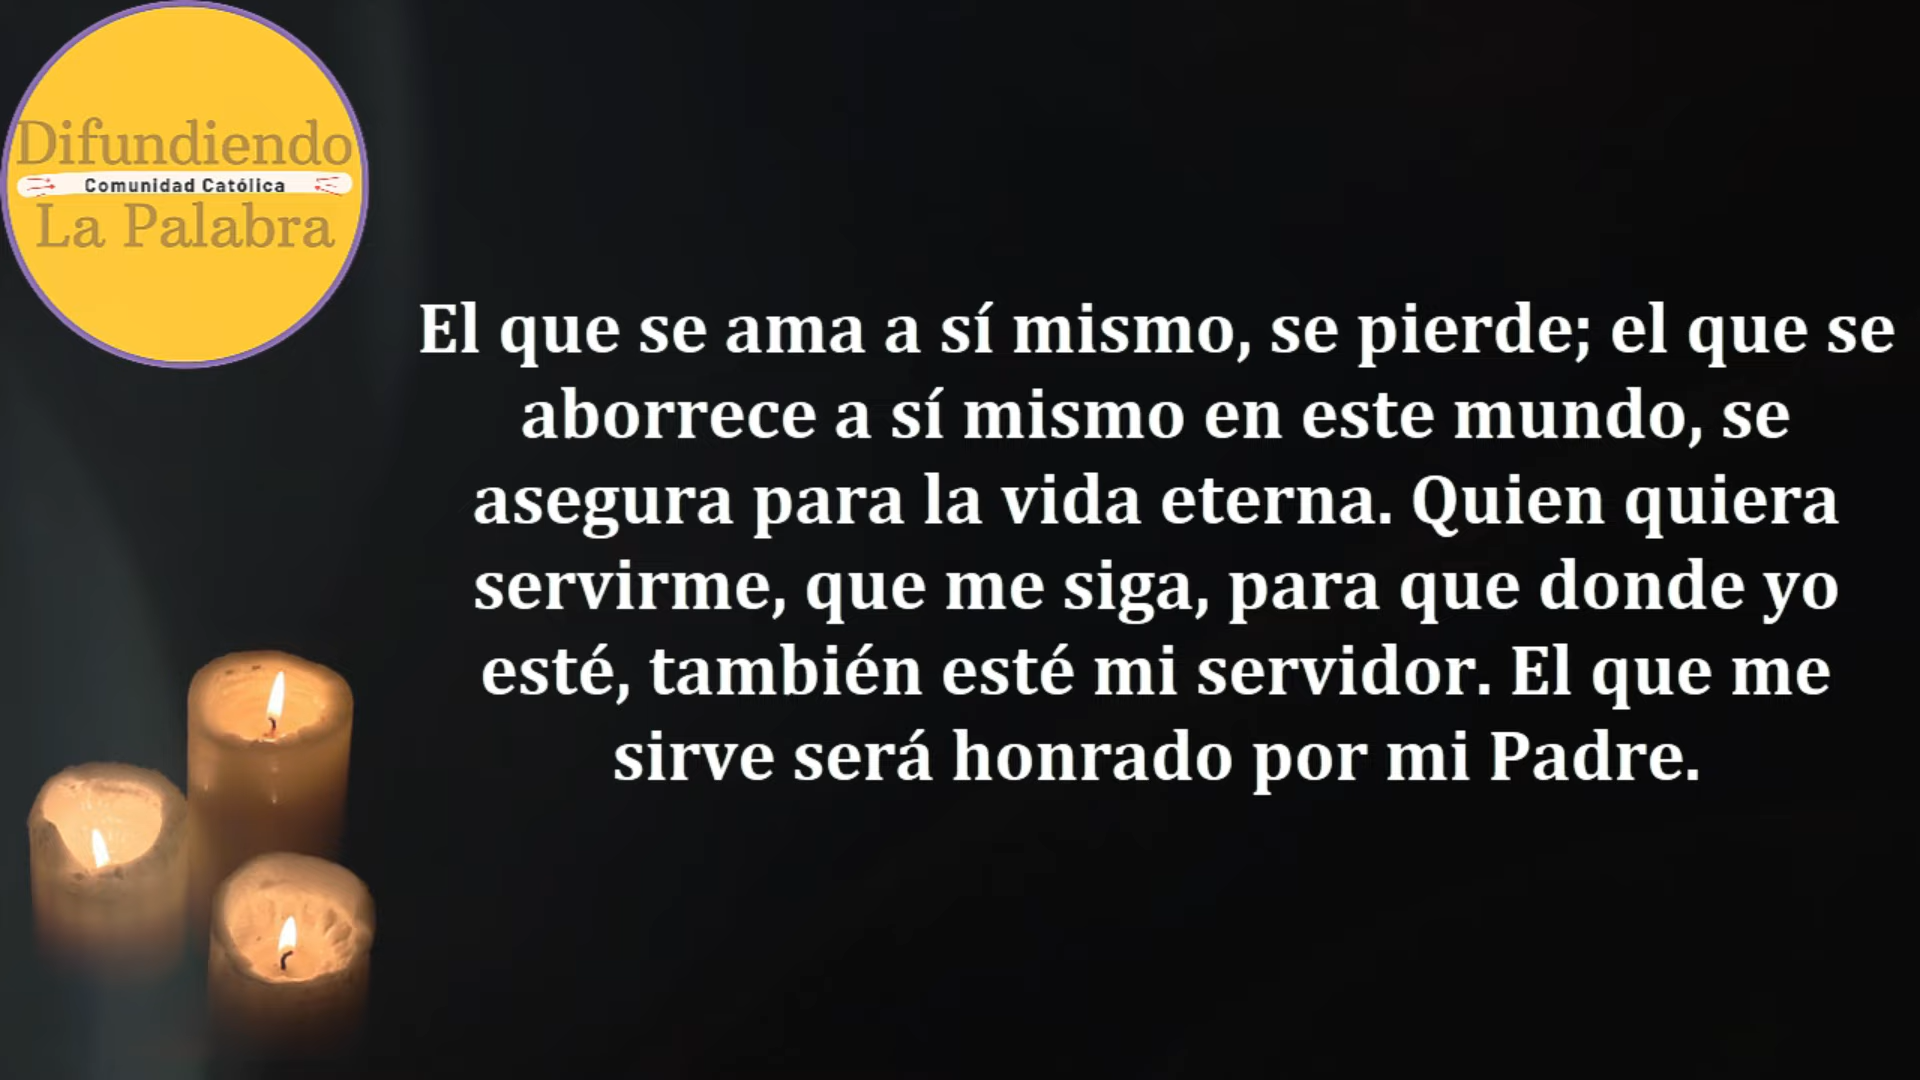 Difundiendo
Comunidad Católica
La Palabra
El que se ama a sí mismo, se pierde; el que se
aborrece a sí mismo en este mundo, se
asegura para la vida eterna. Quien quiera
servirme, que me siga, para que donde yo
esté, también esté mi servidor. El que me
sirve será honrado por mi Padre.